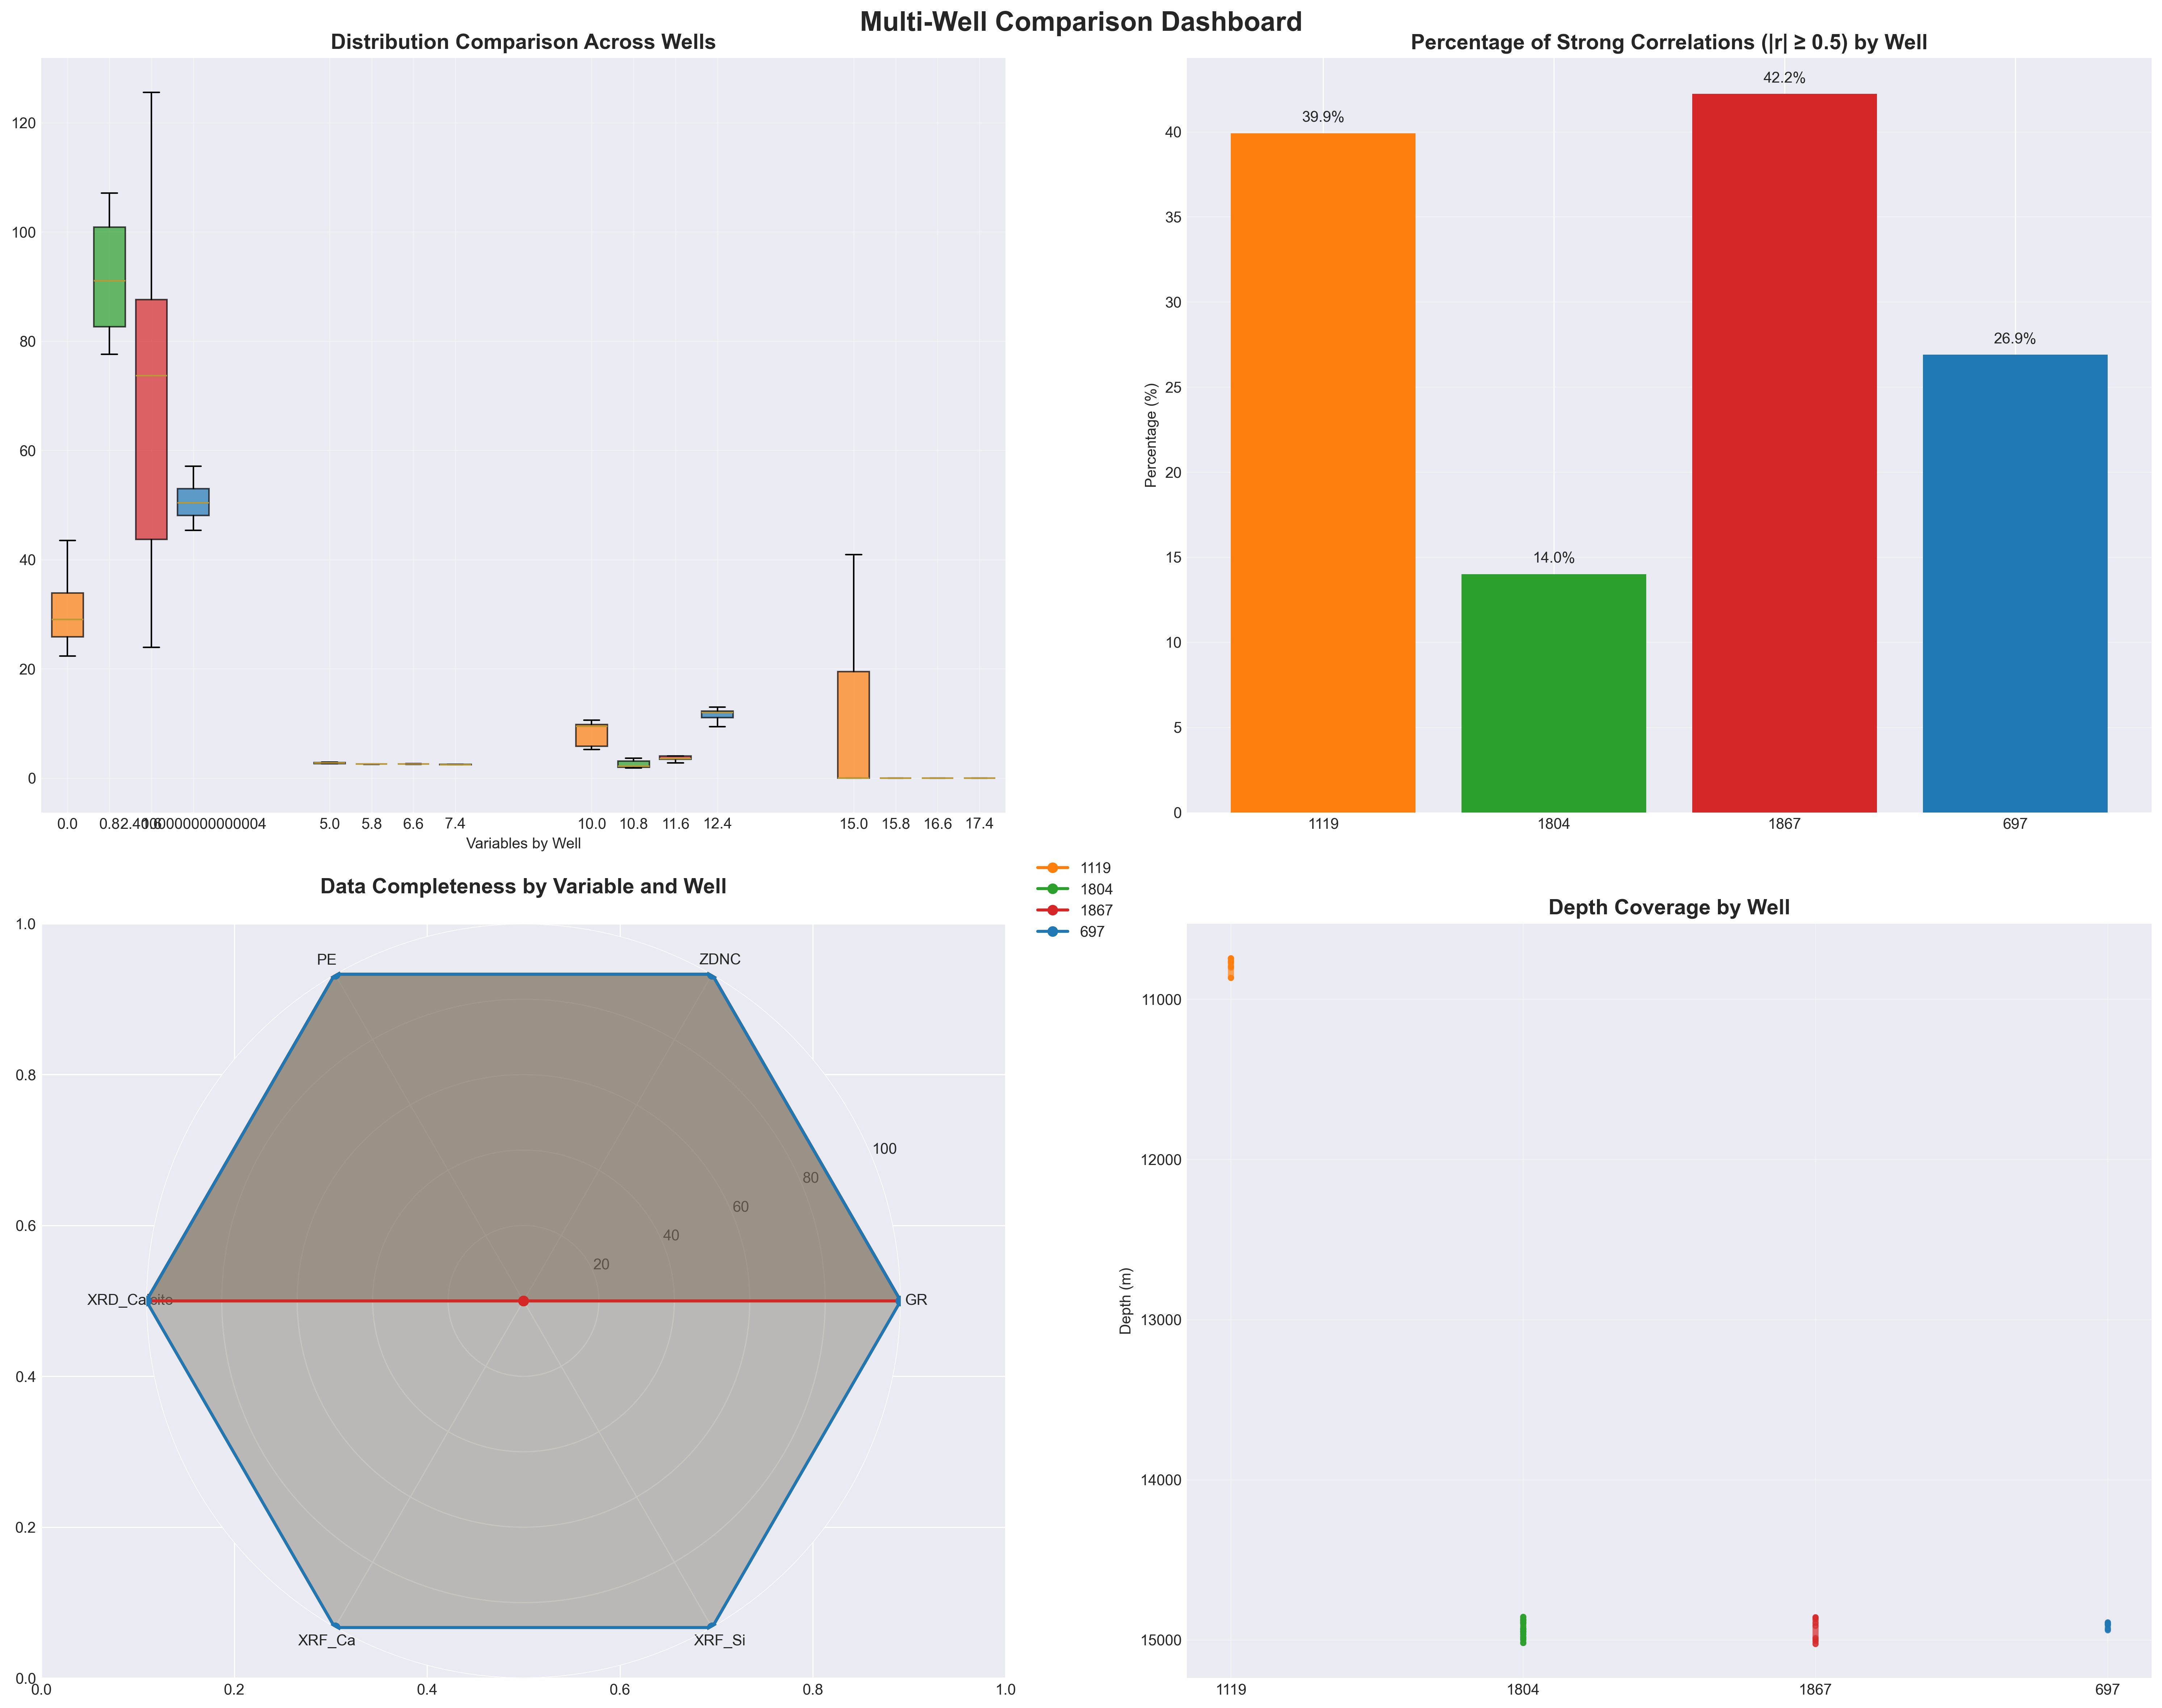 Multi-Well Comparison Dashboard
Distribution Comparison Across Wells
120
100
80
60
40
20
0
0.0 0.8 1.6 2.4000000000000004 5.0 5.8 6.6 7.4 10.0 10.8 11.6 12.4 15.0 15.8 16.6 17.4
Variables by Well
Percentage of Strong Correlations (|r| ≥ 0.5) by Well
Percentage (%)
40
35
30
25
20
15
10
5
0
39.9%
14.0%
42.2%
26.9%
1119 1804 1867 697
1119
1804
1867
697
Data Completeness by Variable and Well
1.0
0.8
0.6
0.4
0.2
0.0
0.0 0.2 0.4 0.6 0.8 1.0
PE
ZDNC
XRD_Calcite
GR
XRF_Ca
XRF_Si
100
80
60
40
20
Depth Coverage by Well
Depth (m)
11000
12000
13000
14000
15000
1119 1804 1867 697